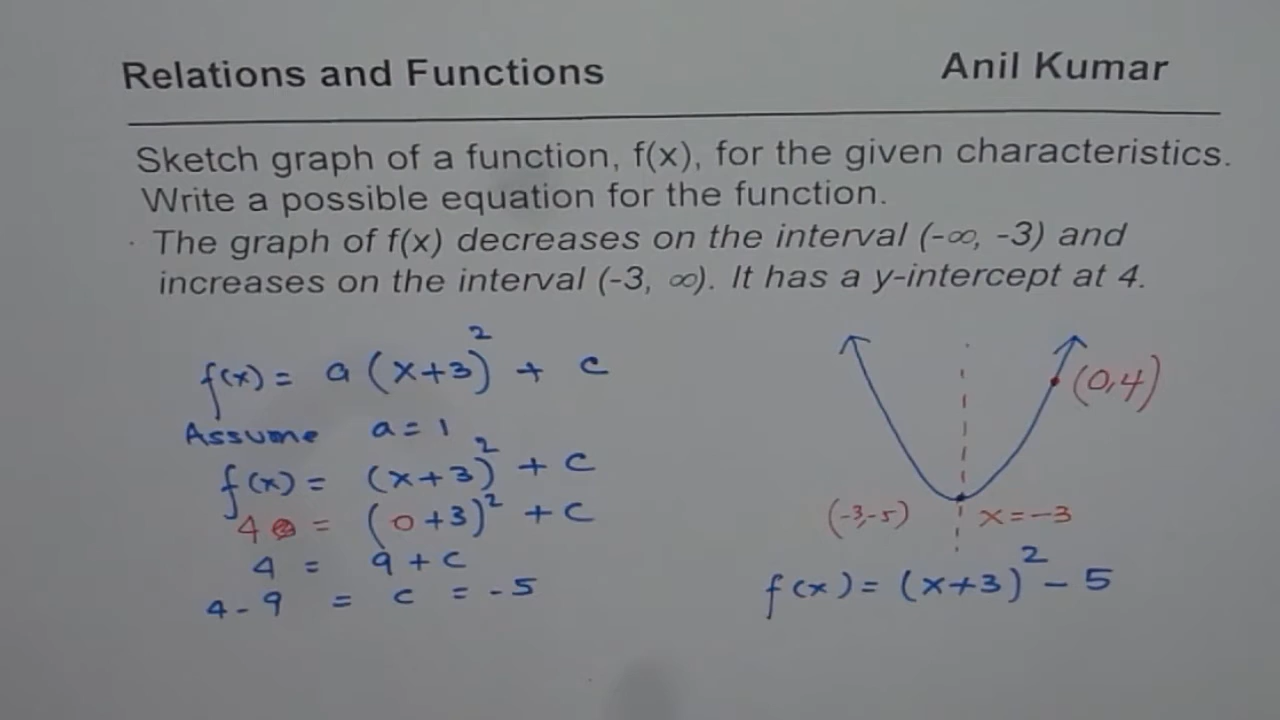 Relations and Functions
Anil Kumar
Sketch graph of a function, f(x), for the given characteristics.
Write a possible equation for the function.
The graph of f(x) decreases on the interval (-∞, -3) and
increases on the interval (-3, ∞). It has a y-intercept at 4.
f(x) = a (x+3)² + c
Assume a = 1
f(x) = (x+3)² + c
4 = (0+3)² + c
4 = 9 + c
4 - 9 = c = -5
(0,4)
(-3,-5)
x = -3
f(x) = (x+3)² - 5